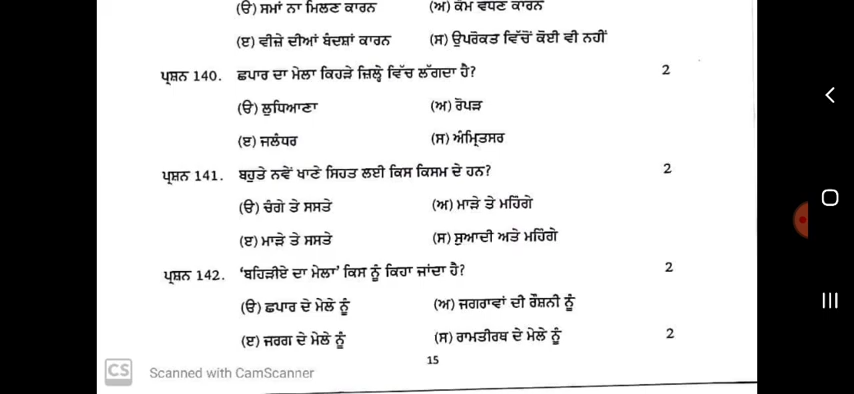 (ੳ) ਸਮਾਂ ਨਾ ਮਿਲਣ ਕਾਰਨ (ਅ) ਕੰਮ ਵਧਣ ਕਾਰਨ
(ੲ) ਵੀਜ਼ੇ ਦੀਆਂ ਬੰਦਸ਼ਾਂ ਕਾਰਨ (ਸ) ਉਪਰੋਕਤ ਵਿੱਚੋਂ ਕੋਈ ਵੀ ਨਹੀਂ
ਪ੍ਰਸ਼ਨ 140. ਛਪਾਰ ਦਾ ਮੇਲਾ ਕਿਹੜੇ ਜ਼ਿਲ੍ਹੇ ਵਿੱਚ ਲੱਗਦਾ ਹੈ? 2
(ੳ) ਲੁਧਿਆਣਾ (ਅ) ਰੋਪੜ
(ੲ) ਜਲੰਧਰ (ਸ) ਅੰਮ੍ਰਿਤਸਰ
ਪ੍ਰਸ਼ਨ 141. ਬਹੁਤੇ ਨਵੇਂ ਖਾਣੇ ਸਿਹਤ ਲਈ ਕਿਸ ਕਿਸਮ ਦੇ ਹਨ? 2
(ੳ) ਚੰਗੇ ਤੇ ਸਸਤੇ (ਅ) ਮਾੜੇ ਤੇ ਮਹਿੰਗੇ
(ੲ) ਮਾੜੇ ਤੇ ਸਸਤੇ (ਸ) ਸੁਆਦੀ ਅਤੇ ਮਹਿੰਗੇ
ਪ੍ਰਸ਼ਨ 142. ‘ਬਹਿੜੀਏ ਦਾ ਮੇਲਾ’ ਕਿਸ ਨੂੰ ਕਿਹਾ ਜਾਂਦਾ ਹੈ? 2
(ੳ) ਛਪਾਰ ਦੇ ਮੇਲੇ ਨੂੰ (ਅ) ਜਗਰਾਵਾਂ ਦੀ ਰੌਸ਼ਨੀ ਨੂੰ
(ੲ) ਜਰਗ ਦੇ ਮੇਲੇ ਨੂੰ (ਸ) ਰਾਮਤੀਰਥ ਦੇ ਮੇਲੇ ਨੂੰ 2
15
CS Scanned with CamScanner